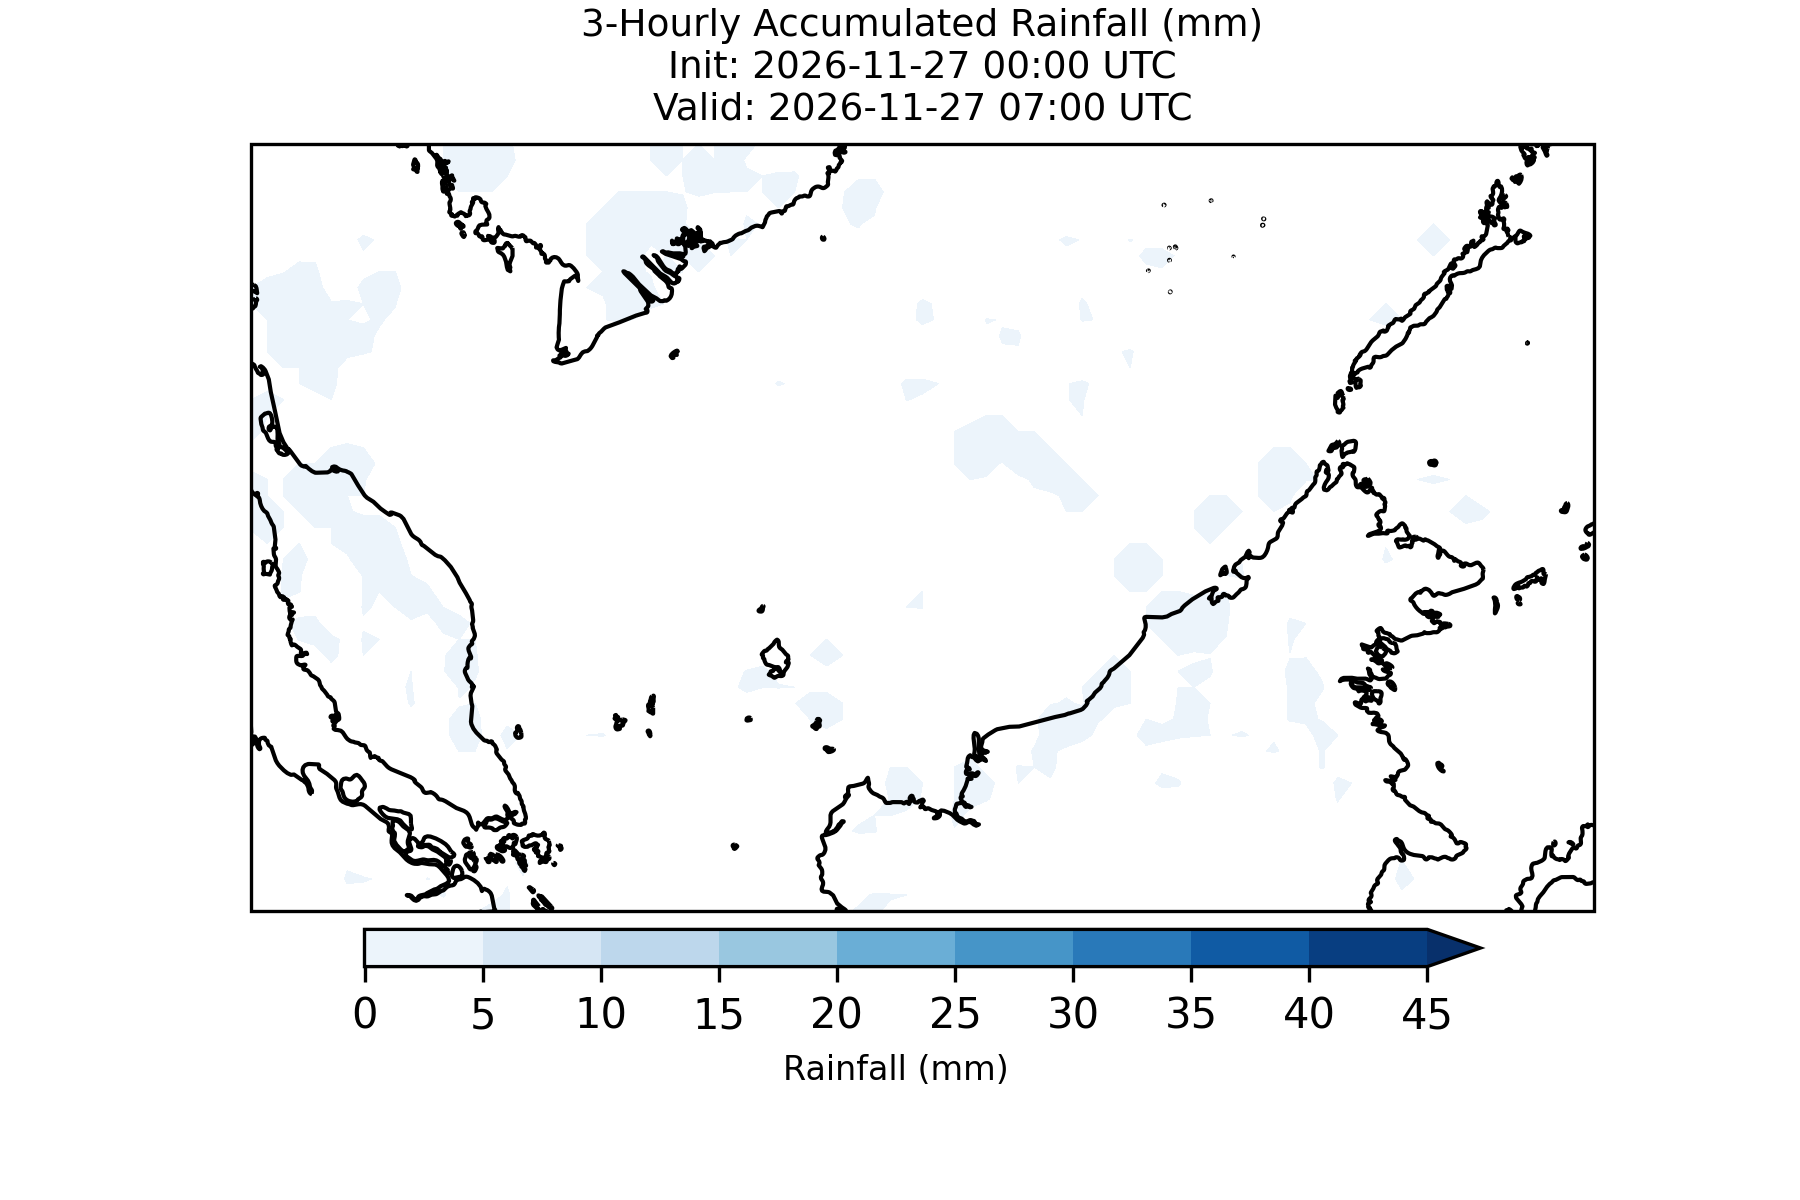 3-Hourly Accumulated Rainfall (mm)
Init: 2026-11-27 00:00 UTC
Valid: 2026-11-27 07:00 UTC
0 5 10 15 20 25 30 35 40 45
Rainfall (mm)